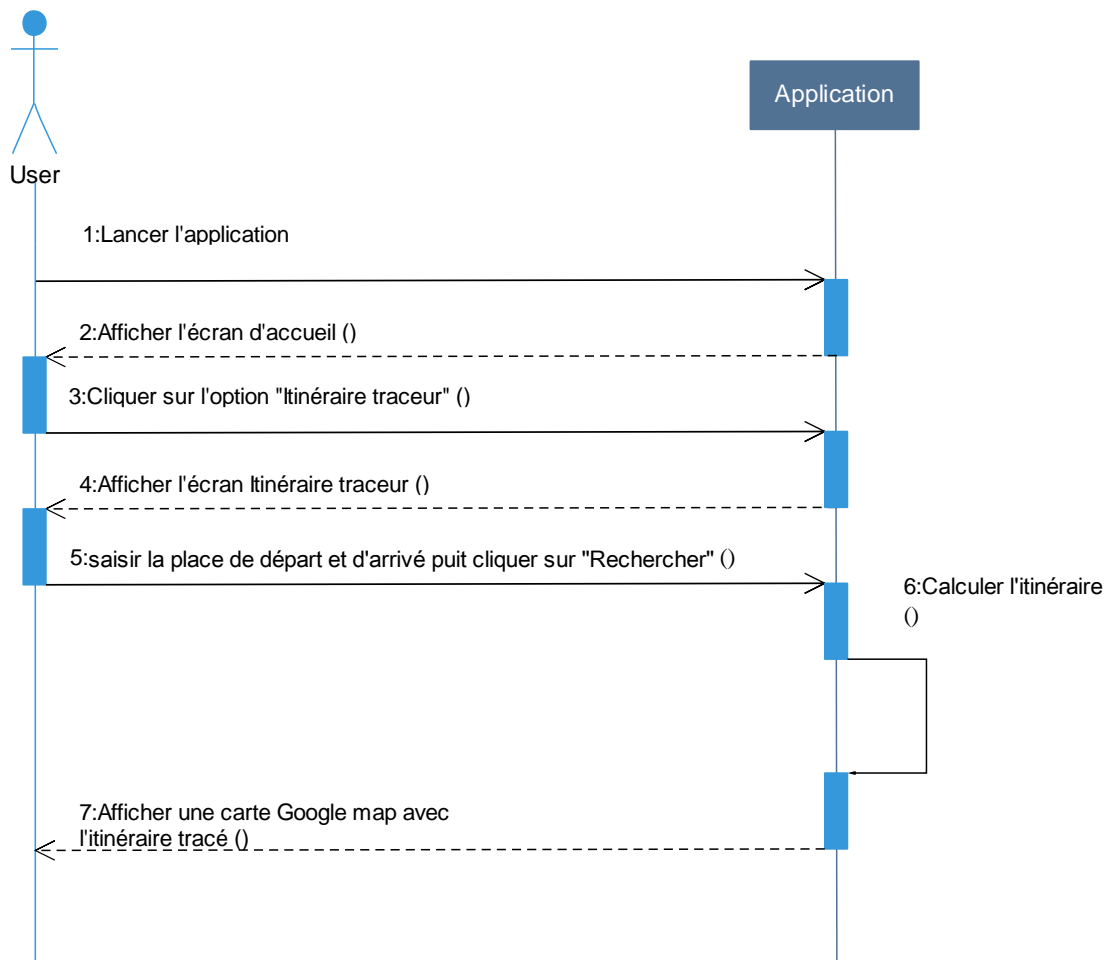 Application
User
1:Lancer l'application
2:Afficher l'écran d'accueil ()
3:Cliquer sur l'option "Itinéraire traceur" ()
4:Afficher l'écran Itinéraire traceur ()
5:saisir la place de départ et d'arrivé puit cliquer sur "Rechercher" ()
6:Calculer l'itinéraire
()
7:Afficher une carte Google map avec
l'itinéraire tracé ()